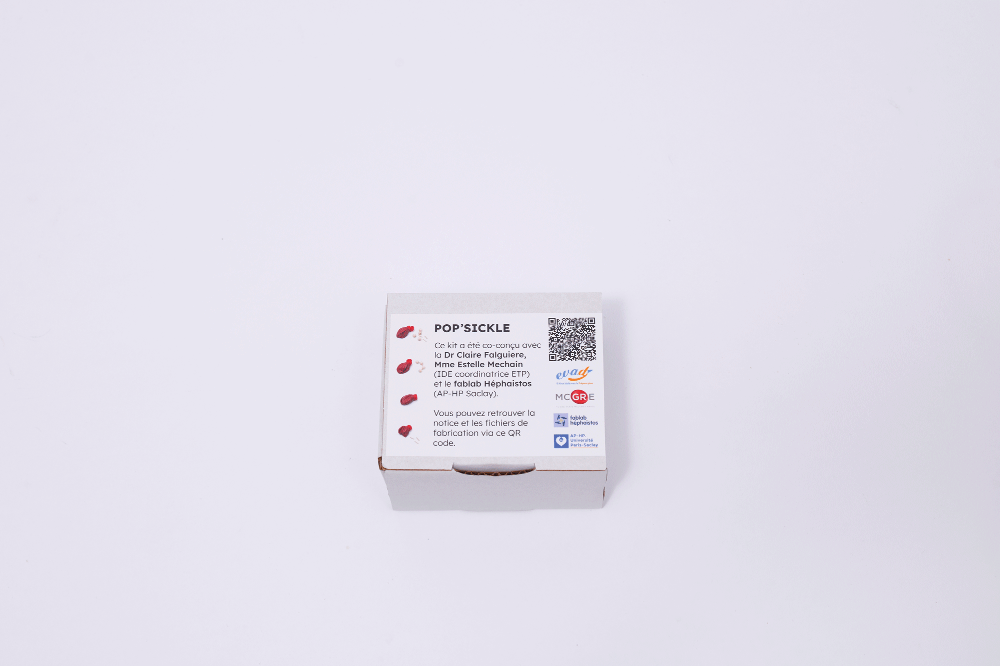 POP'SICKLE
Ce kit a été co-conçu avec
la Dr Claire Falguiere,
Mme Estelle Mechain
(IDE coordinatrice ETP)
et le fablab Héphaistos
(AP-HP Saclay).
Vous pouvez retrouver la
notice et les fichiers de
fabrication via ce QR
code.
evad
MCGRE
fablab
héphaïstos
AP-HP.
Université
Paris-Saclay